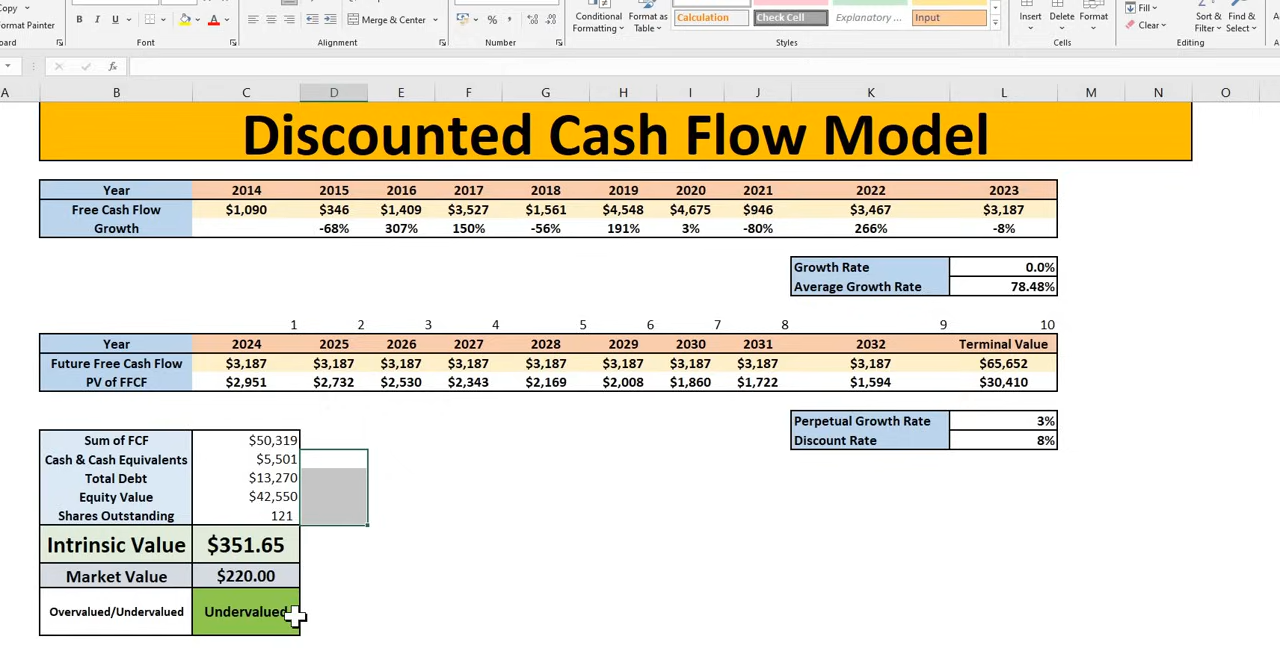 Copy
Format Painter
B I U A
Merge & Center
$ % ,
Conditional Formatting
Format as Table
Calculation
Check Cell
Explanatory ...
Input
Insert
Delete
Format
Fill
Clear
Sort & Filter
Find & Select
Font
Alignment
Number
Styles
Cells
Editing
fx
A B C D E F G H I J K L M N O
Discounted Cash Flow Model
Year 2014 2015 2016 2017 2018 2019 2020 2021 2022 2023
Free Cash Flow $1,090 $346 $1,409 $3,527 $1,561 $4,548 $4,675 $946 $3,467 $3,187
Growth -68% 307% 150% -56% 191% 3% -80% 266% -8%
Growth Rate 0.0%
Average Growth Rate 78.48%
1 2 3 4 5 6 7 8 9 10
Year 2024 2025 2026 2027 2028 2029 2030 2031 2032 Terminal Value
Future Free Cash Flow $3,187 $3,187 $3,187 $3,187 $3,187 $3,187 $3,187 $3,187 $3,187 $65,652
PV of FFCF $2,951 $2,732 $2,530 $2,343 $2,169 $2,008 $1,860 $1,722 $1,594 $30,410
Perpetual Growth Rate 3%
Discount Rate 8%
Sum of FCF $50,319
Cash & Cash Equivalents $5,501
Total Debt $13,270
Equity Value $42,550
Shares Outstanding 121
Intrinsic Value $351.65
Market Value $220.00
Overvalued/Undervalued Undervalued